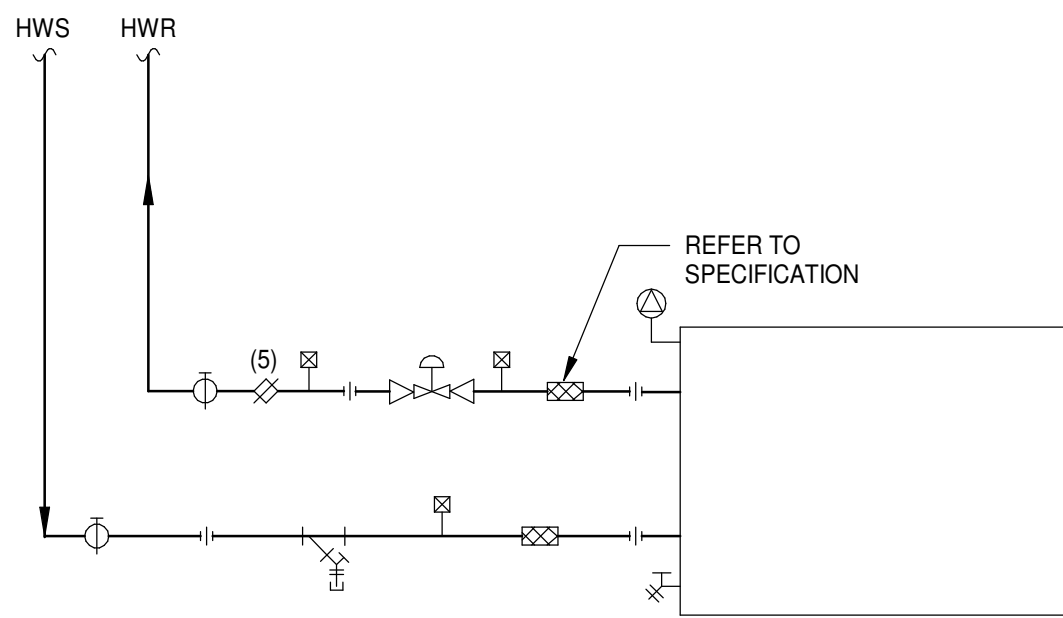 HWS
HWR
REFER TO
SPECIFICATION
(5)